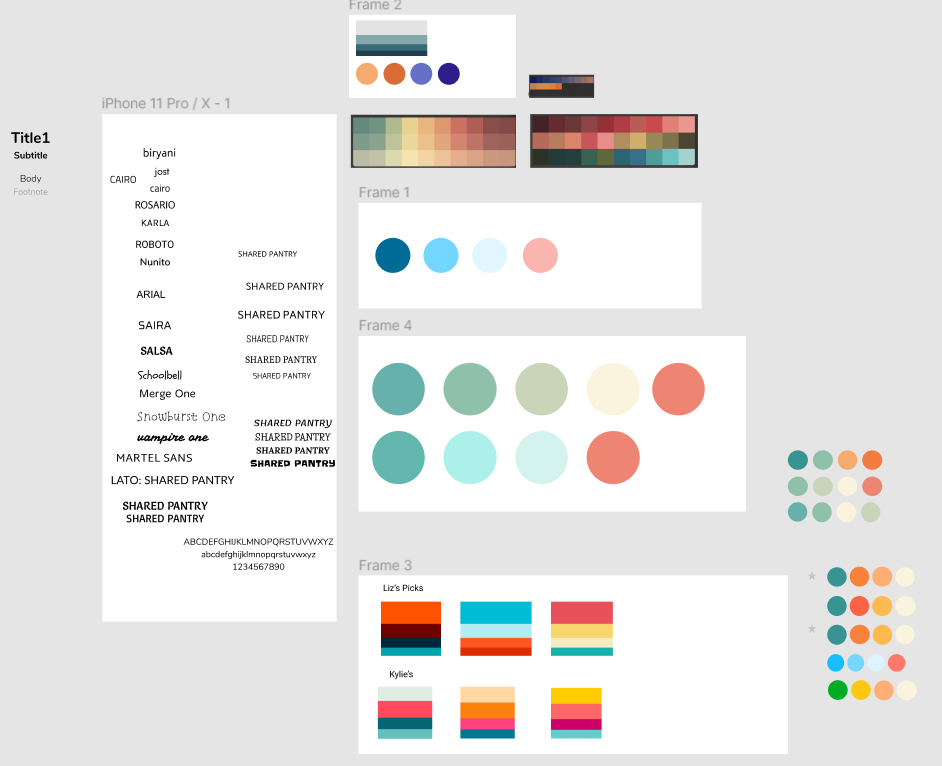 Title1
Subtitle
Body
Footnote
iPhone 11 Pro / X - 1
biryani
jost
CAIRO
cairo
ROSARIO
KARLA
ROBOTO
Nunito
ARIAL
SAIRA
SALSA
Schoolbell
Merge One
Snowburst One
vampire one
MARTEL SANS
LATO: SHARED PANTRY
SHARED PANTRY
SHARED PANTRY
SHARED PANTRY
SHARED PANTRY
SHARED PANTRY
SHARED PANTRY
SHARED PANTRY
SHARED PANTRY
SHARED PANTRY
SHARED PANTRY
SHARED PANTRY
SHARED PANTRY
ABCDEFGHIJKLMNOPQRSTUVWXYZ
abcdefghijklmnopqrstuvwxyz
1234567890
Frame 2
Frame 1
Frame 4
Frame 3
Liz's Picks
Kylie's